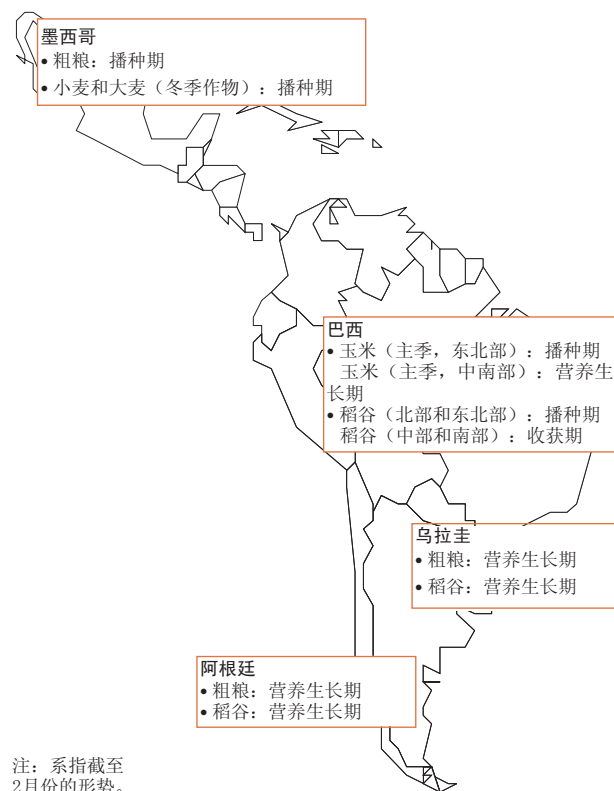 墨西哥
• 粗粮：播种期
• 小麦和大麦（冬季作物）：播种期
巴西
• 玉米（主季，东北部）：播种期
玉米（主季，中南部）：营养生
长期
• 稻谷（北部和东北部）：播种期
稻谷（中部和南部）：收获期
乌拉圭
• 粗粮：营养生长期
• 稻谷：营养生长期
阿根廷
• 粗粮：营养生长期
• 稻谷：营养生长期
注：系指截至
2月份的形势。